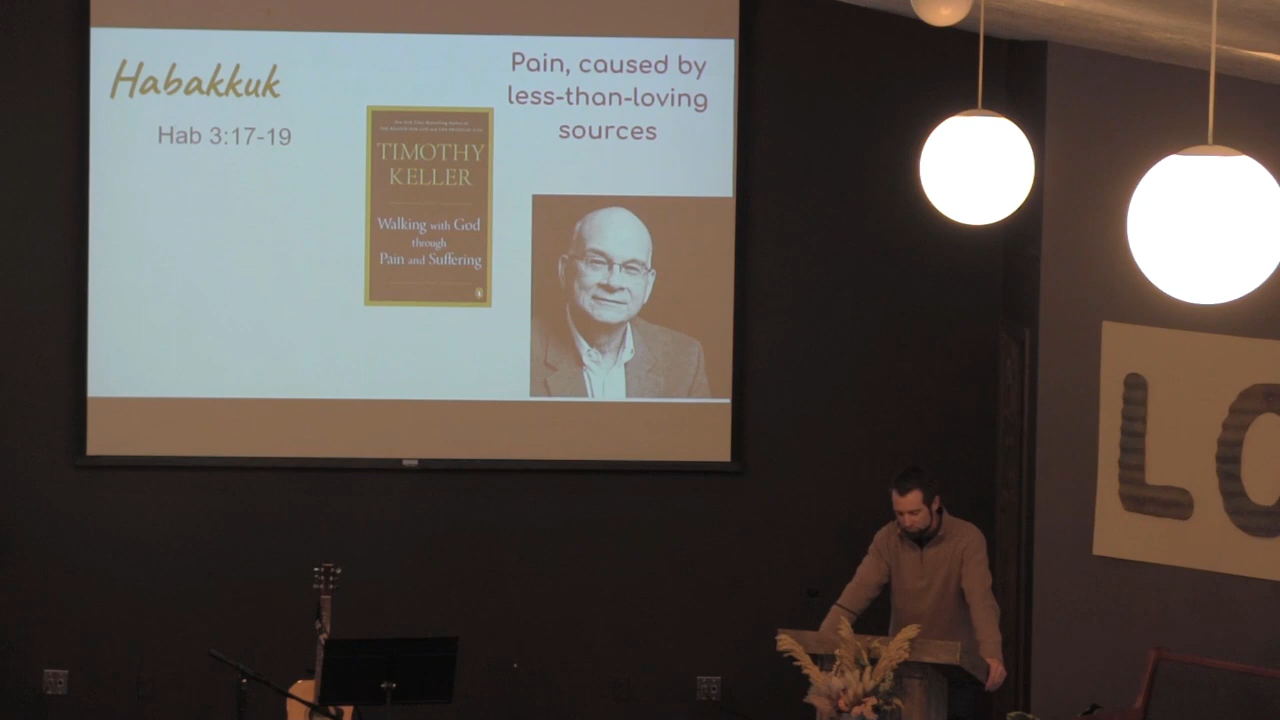 Habakkuk
Hab 3:17-19
Pain, caused by
less-than-loving
sources
TIMOTHY
KELLER
Walking with God
through
Pain and Suffering
LO